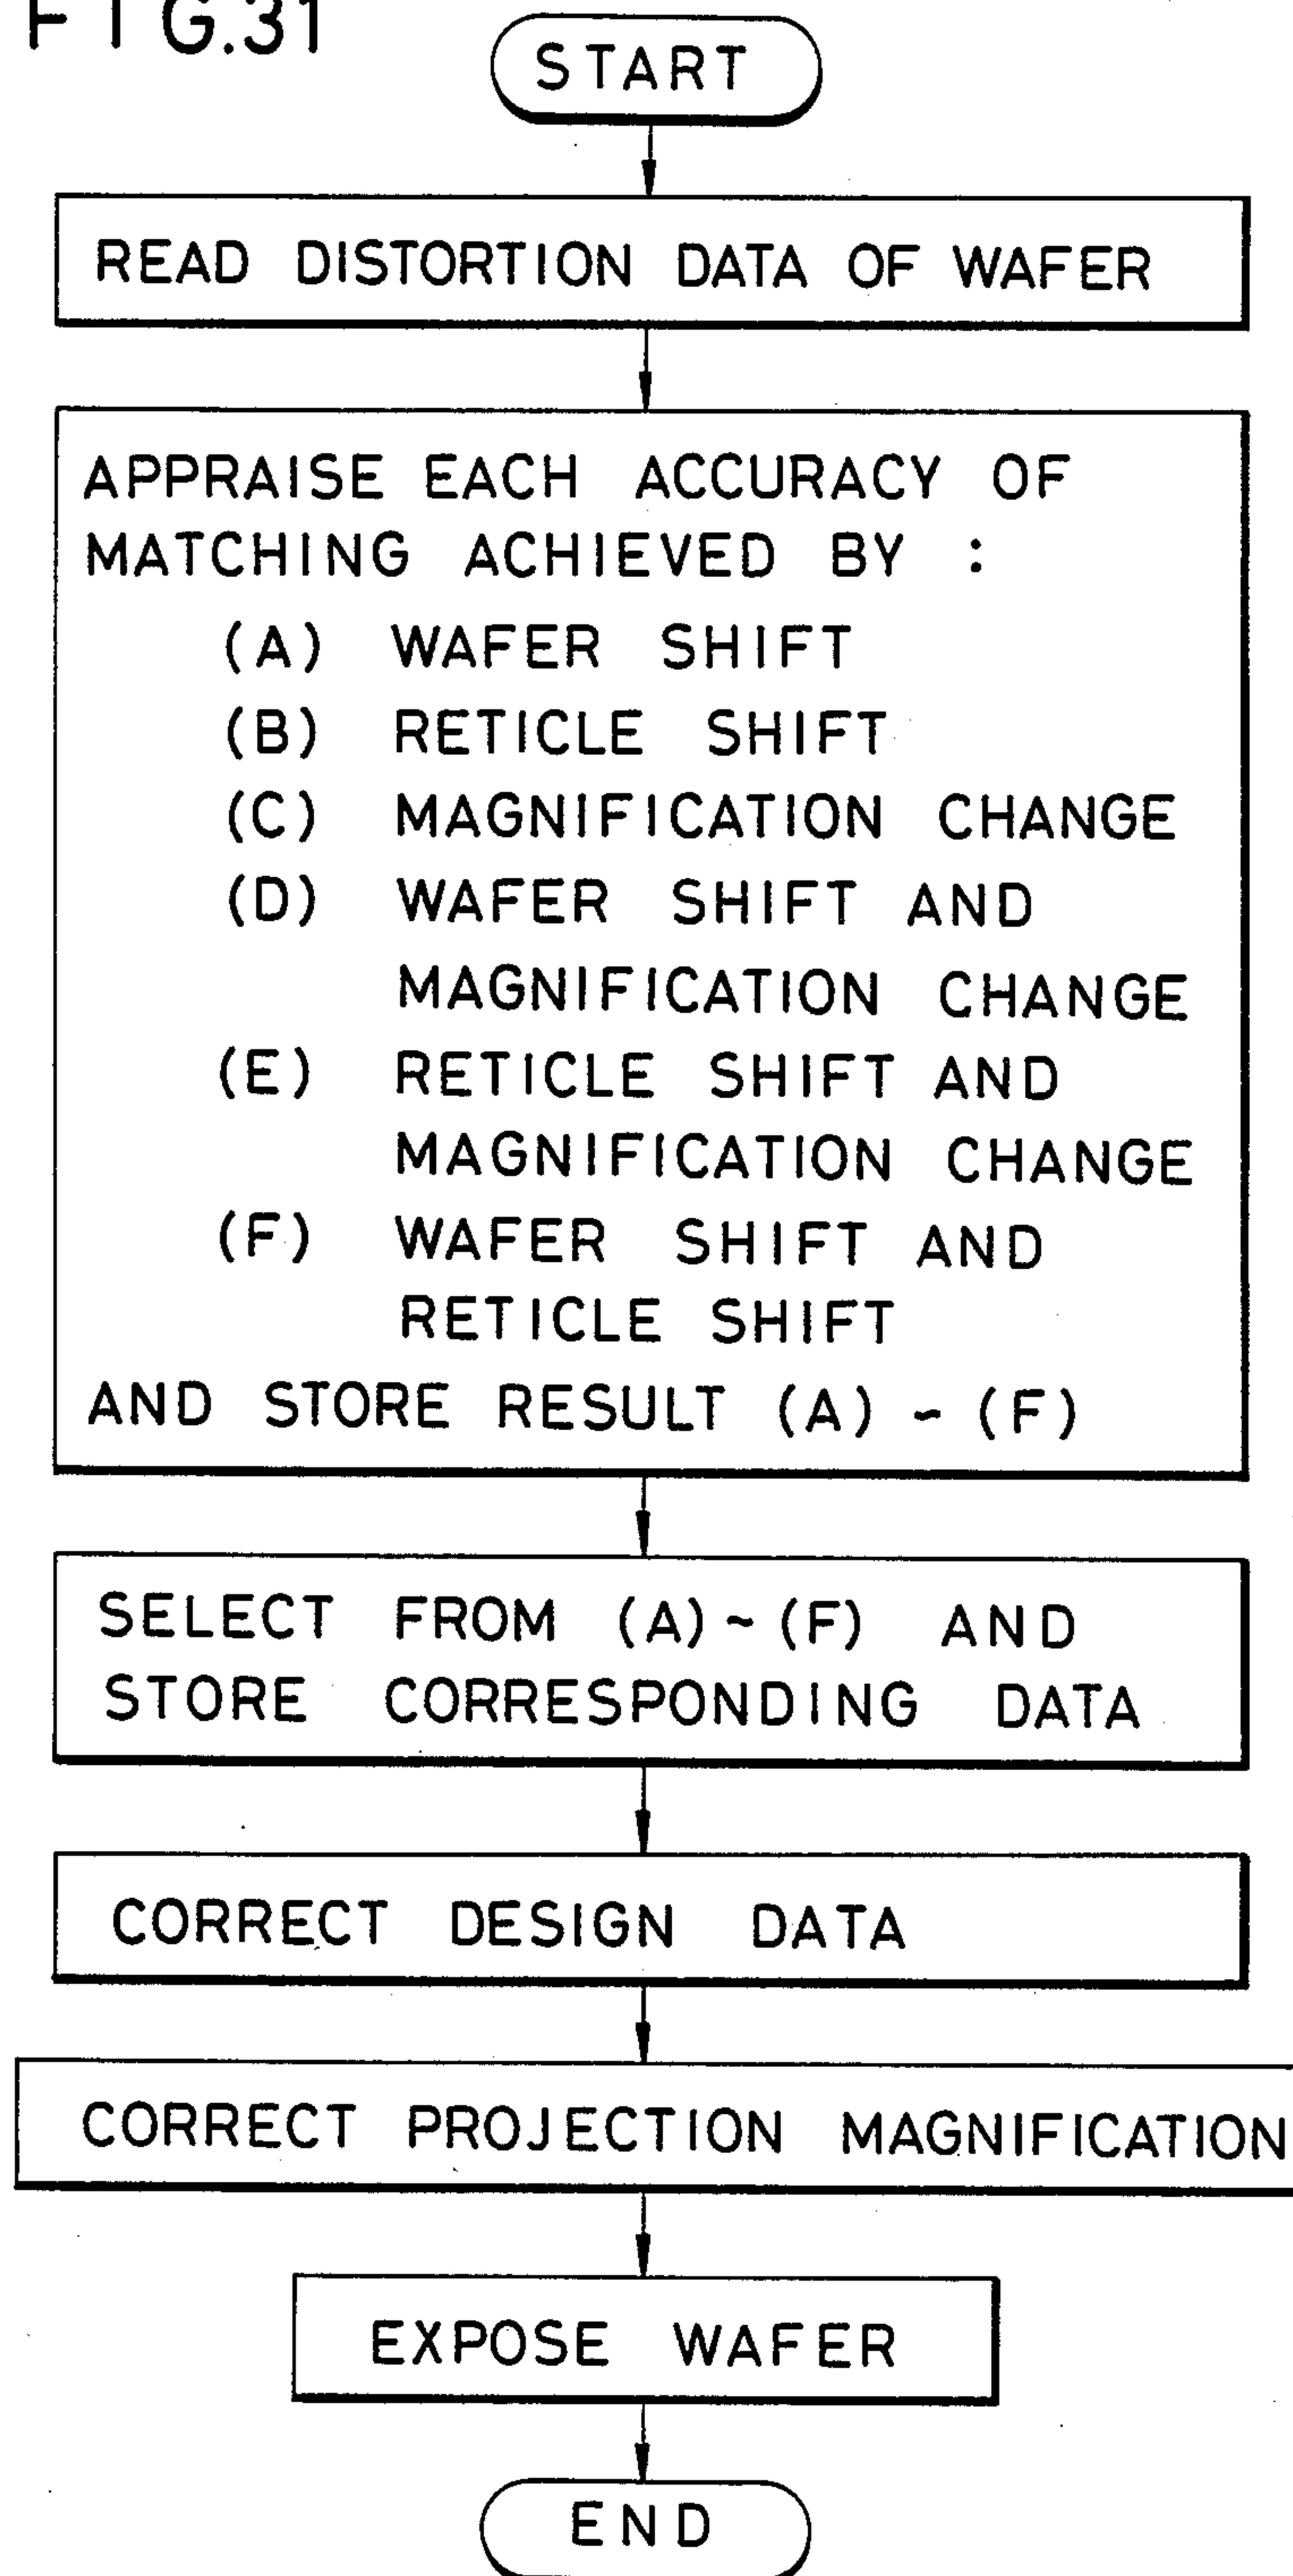 FIG.31
START
READ DISTORTION DATA OF WAFER
APPRAISE EACH ACCURACY OF
MATCHING ACHIEVED BY :
(A) WAFER SHIFT
(B) RETICLE SHIFT
(C) MAGNIFICATION CHANGE
(D) WAFER SHIFT AND
MAGNIFICATION CHANGE
(E) RETICLE SHIFT AND
MAGNIFICATION CHANGE
(F) WAFER SHIFT AND
RETICLE SHIFT
AND STORE RESULT (A) ~ (F)
SELECT FROM (A) ~ (F) AND
STORE CORRESPONDING DATA
CORRECT DESIGN DATA
CORRECT PROJECTION MAGNIFICATION
EXPOSE WAFER
END